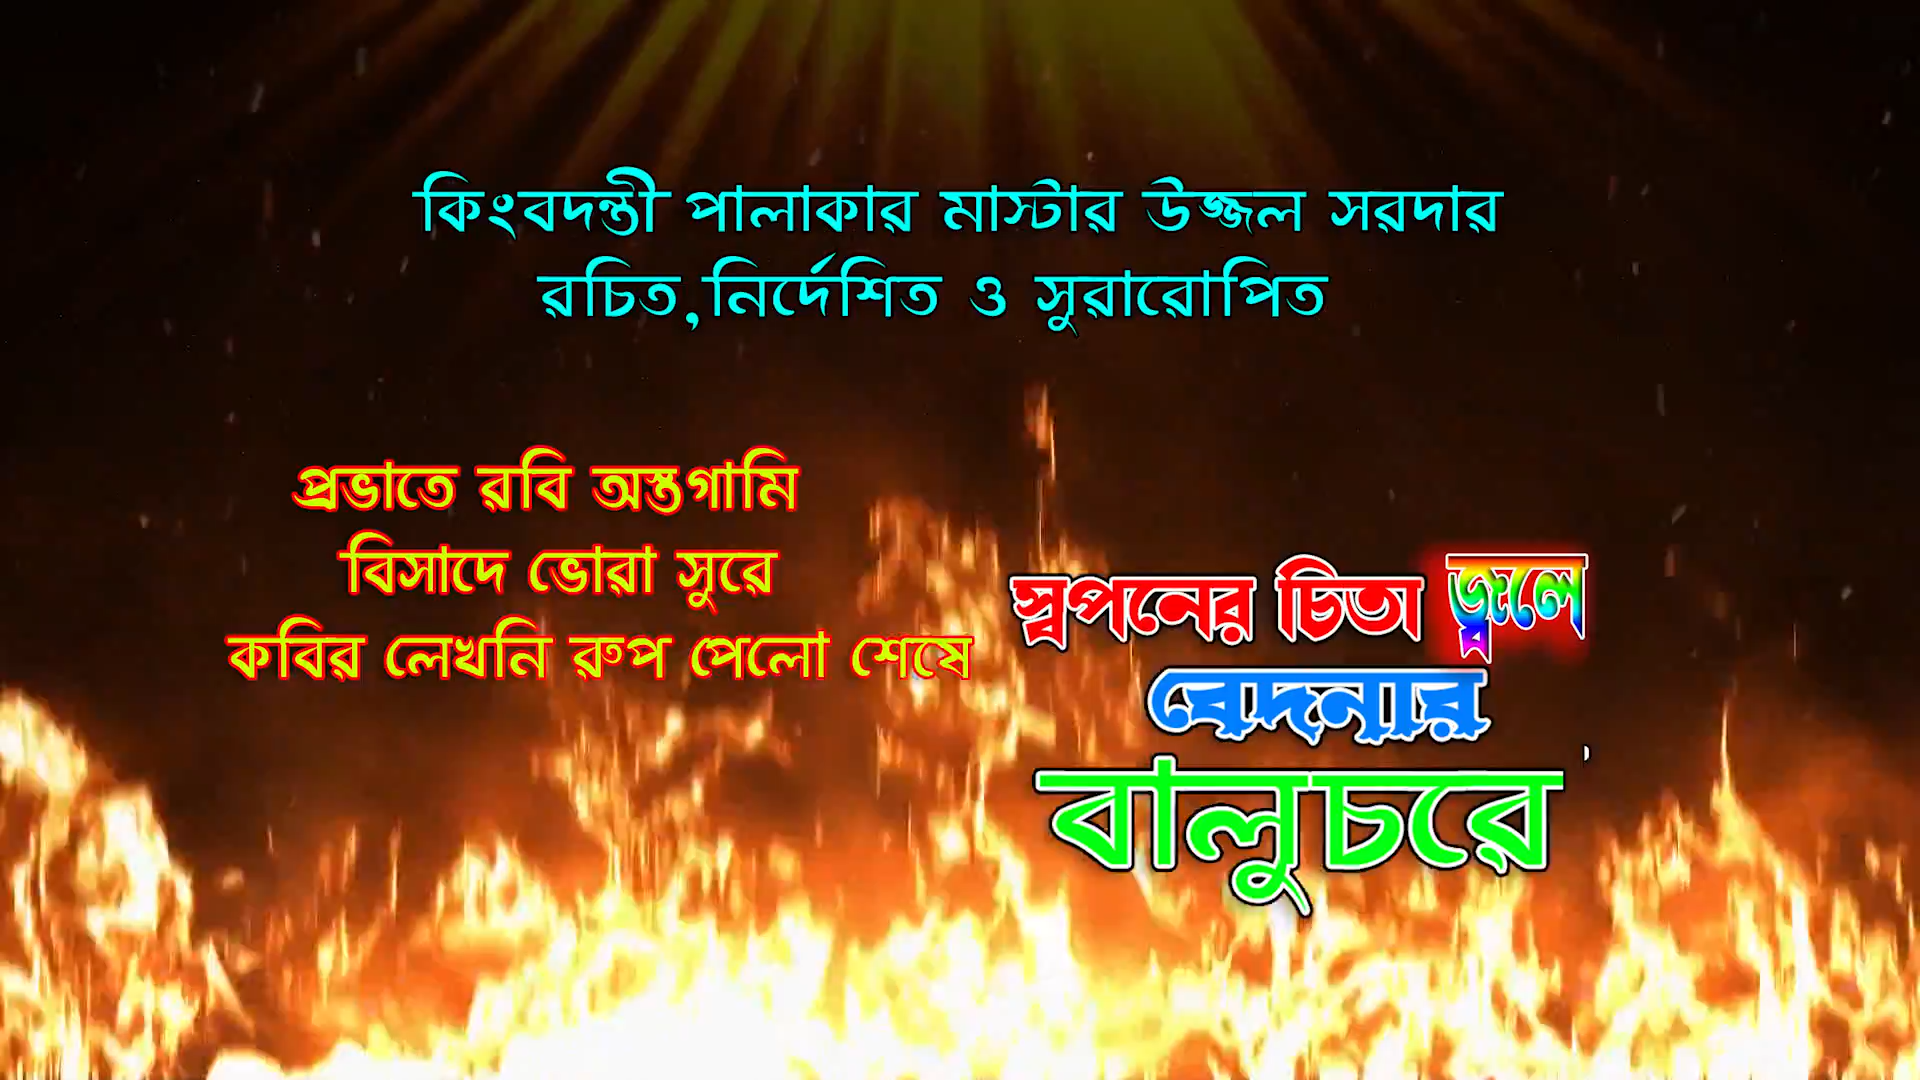 কিংবদন্তী পালাকার মাস্টার উজ্জল সরদার
রচিত,নির্দেশিত ও সুরারোপিত
প্রভাতে রবি অস্তগামি
বিসাদে ভোরা সুরে
কবির লেখনি রুপ পেলো শেষে
স্বপনের চিতা জ্বলে
বেদনার
বালুচরে